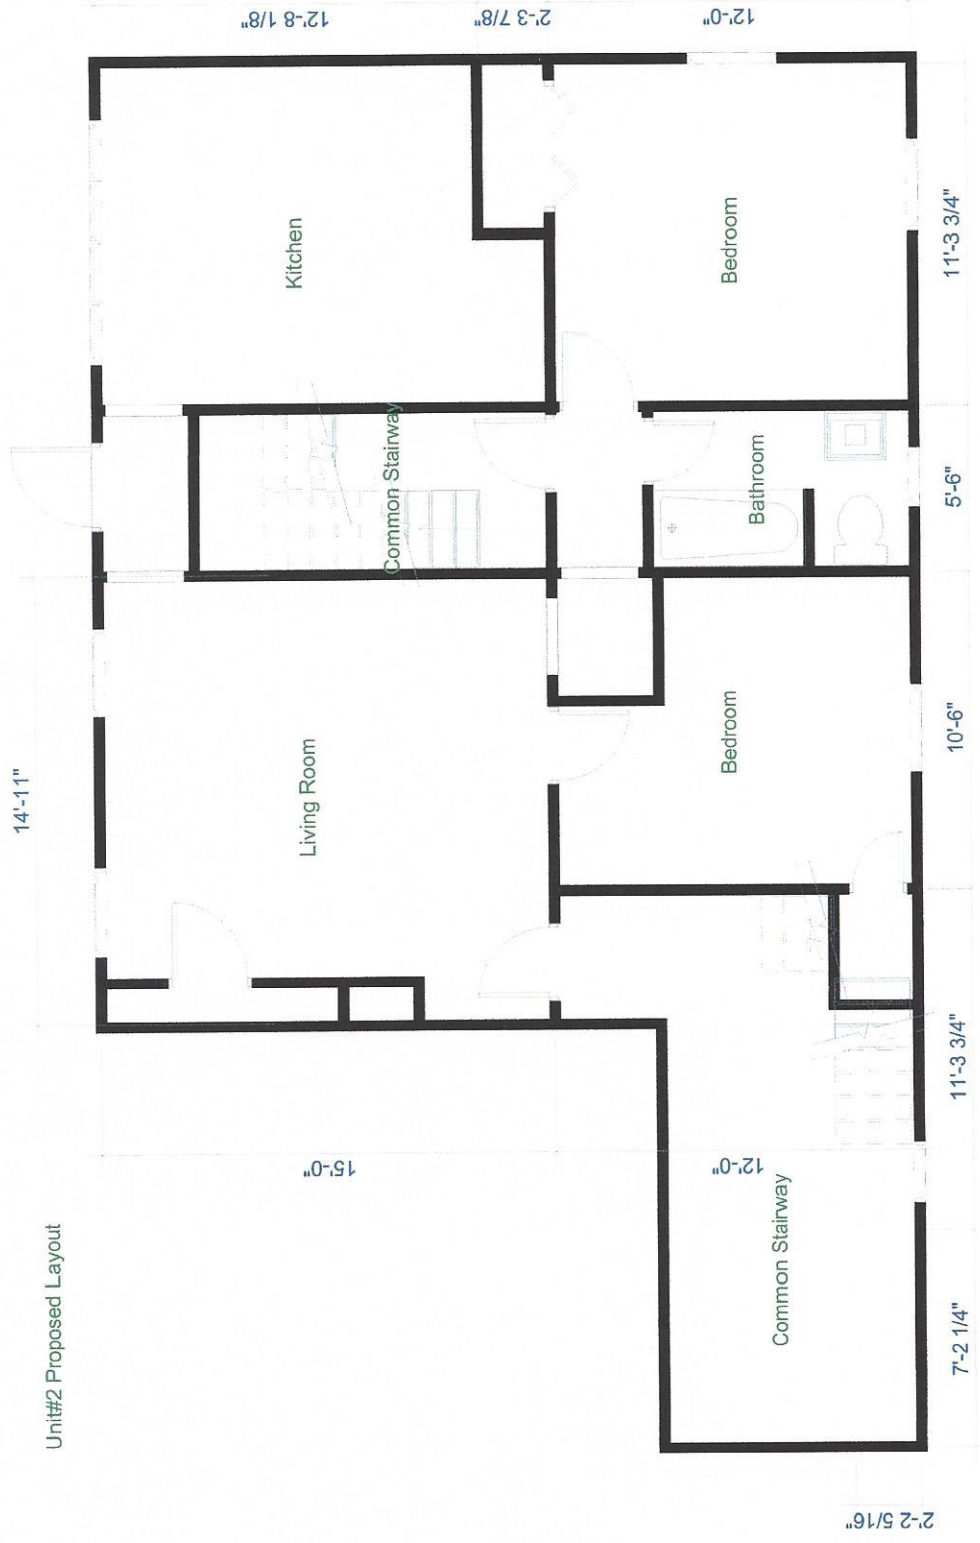 Unit#2 Proposed Layout
14'-11"
12'-8 1/8"
2'-3 7/8"
12'-0"
Kitchen
Bedroom
11'-3 3/4"
Common Stairway
Bathroom
5'-6"
Living Room
Bedroom
10'-6"
15'-0"
12'-0"
11'-3 3/4"
Common Stairway
7'-2 1/4"
2'-2 5/16"